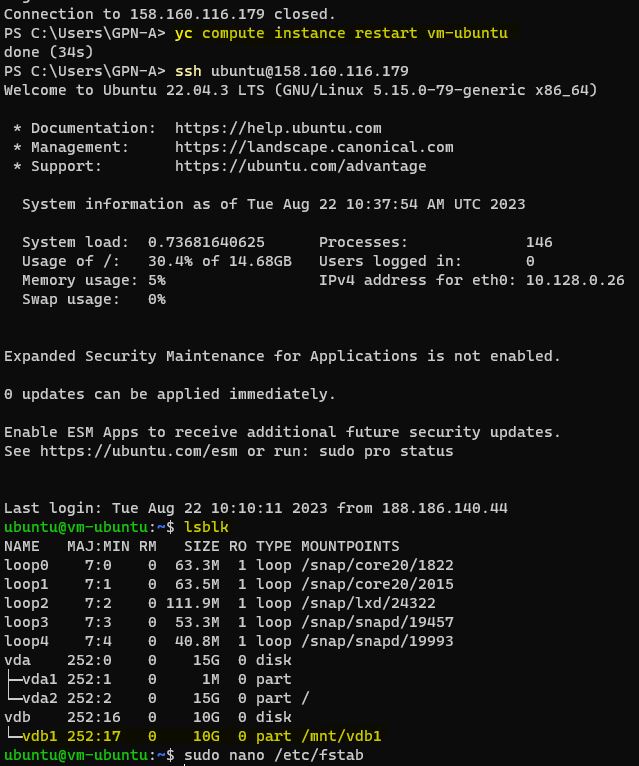 Connection to 158.160.116.179 closed.
PS C:\Users\GPN-A> yc compute instance restart vm-ubuntu
done (34s)
PS C:\Users\GPN-A> ssh ubuntu@158.160.116.179
Welcome to Ubuntu 22.04.3 LTS (GNU/Linux 5.15.0-79-generic x86_64)
* Documentation:  https://help.ubuntu.com
* Management:     https://landscape.canonical.com
* Support:        https://ubuntu.com/advantage
System information as of Tue Aug 22 10:37:54 AM UTC 2023
System load:  0.73681640625      Processes:             146
Usage of /:   30.4% of 14.68GB   Users logged in:       0
Memory usage: 5%                 IPv4 address for eth0: 10.128.0.26
Swap usage:   0%
Expanded Security Maintenance for Applications is not enabled.
0 updates can be applied immediately.
Enable ESM Apps to receive additional future security updates.
See https://ubuntu.com/esm or run: sudo pro status
Last login: Tue Aug 22 10:10:11 2023 from 188.186.140.44
ubuntu@vm-ubuntu:~$ lsblk
NAME   MAJ:MIN RM   SIZE RO TYPE MOUNTPOINTS
loop0    7:0    0  63.3M  1 loop /snap/core20/1822
loop1    7:1    0  63.5M  1 loop /snap/core20/2015
loop2    7:2    0 111.9M  1 loop /snap/lxd/24322
loop3    7:3    0  53.3M  1 loop /snap/snapd/19457
loop4    7:4    0  40.8M  1 loop /snap/snapd/19993
vda    252:0    0    15G  0 disk
├─vda1 252:1    0     1M  0 part
└─vda2 252:2    0    15G  0 part /
vdb    252:16   0    10G  0 disk
└─vdb1 252:17   0    10G  0 part /mnt/vdb1
ubuntu@vm-ubuntu:~$ sudo nano /etc/fstab